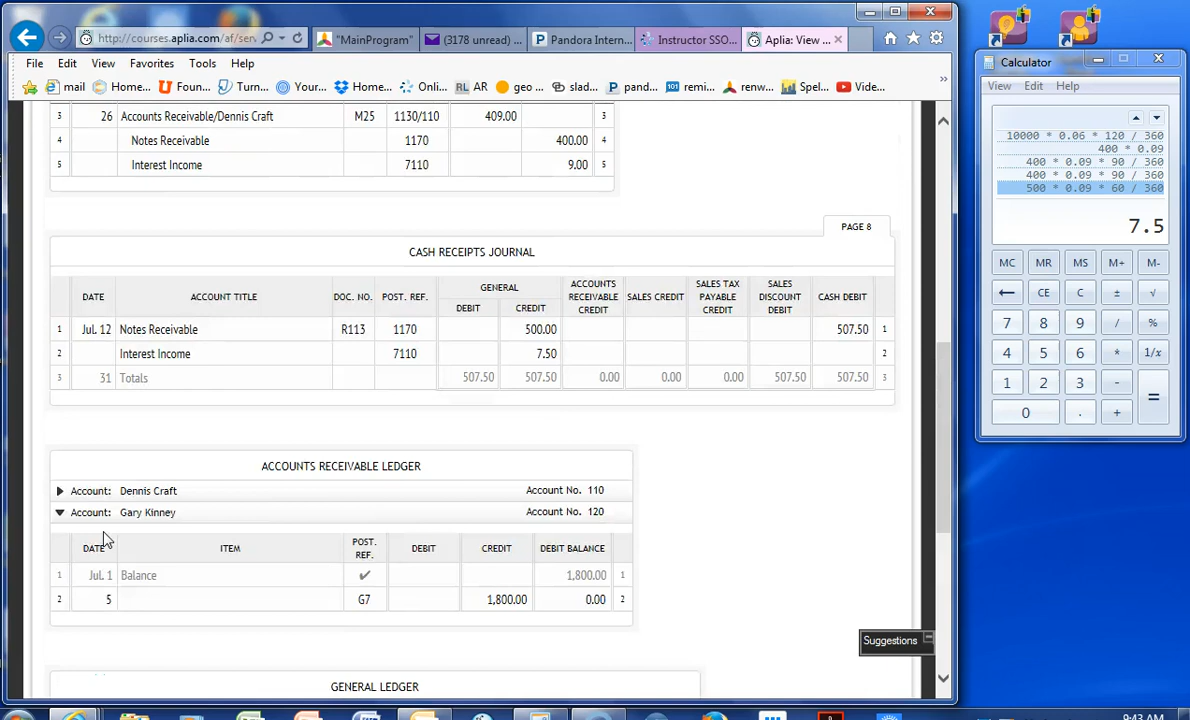 http://courses.aplia.com/af/serv
"MainProgram"
(3178 unread) ...
Pandora Intern...
Instructor SSO...
Aplia: View ...
File Edit View Favorites Tools Help
mail Home... Foun... Turn... Your... Home... Onli... RL AR geo ... slad... pand... 101 remi... renw... Spel... Vide... »
3 26 Accounts Receivable/Dennis Craft M25 1130/110 409.00 3
4 Notes Receivable 1170 400.00 4
5 Interest Income 7110 9.00 5
PAGE 8
CASH RECEIPTS JOURNAL
DATE ACCOUNT TITLE DOC. NO. POST. REF. GENERAL DEBIT CREDIT ACCOUNTS RECEIVABLE CREDIT SALES CREDIT SALES TAX PAYABLE CREDIT SALES DISCOUNT DEBIT CASH DEBIT
1 Jul. 12 Notes Receivable R113 1170 500.00 507.50 1
2 Interest Income 7110 7.50 2
3 31 Totals 507.50 507.50 0.00 0.00 0.00 507.50 507.50 3
ACCOUNTS RECEIVABLE LEDGER
Account: Dennis Craft Account No. 110
Account: Gary Kinney Account No. 120
DATE ITEM POST. REF. DEBIT CREDIT DEBIT BALANCE
1 Jul. 1 Balance ✔ 1,800.00 1
2 5 G7 1,800.00 0.00 2
Suggestions
GENERAL LEDGER
Calculator
View Edit Help
10000 * 0.06 * 120 / 360
400 * 0.09
400 * 0.09 * 90 / 360
400 * 0.09 * 90 / 360
500 * 0.09 * 60 / 360
7.5
MC MR MS M+ M-
← CE C ± √
7 8 9 / %
4 5 6 * 1/x
1 2 3 - =
0 . +
9:43 AM